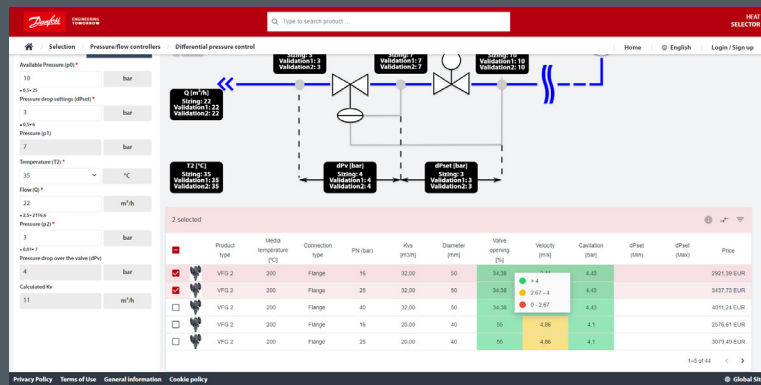 Danfoss
ENGINEERING
TOMORROW
Type to search product ...
HEAT
SELECTOR
Selection
Pressure/flow controllers
Differential pressure control
Home
English
Login / Sign up
Available Pressure (p0) *
10
bar
Pressure drop settings (dPset) *
3
bar
Pressure (p1)
7
bar
Temperature (T2) *
35
°C
Flow (Q) *
22
m³/h
Pressure (p2) *
3
bar
Pressure drop over the valve (dPv)
4
bar
Calculated Kv
11
m³/h
Sizing: 3
Validation1: 3
Validation2: 3
Sizing: 7
Validation1: 7
Validation2: 7
Sizing: 10
Validation1: 10
Validation2: 10
Q [m³/h]
Sizing: 22
Validation1: 22
Validation2: 22
T2 [°C]
Sizing: 35
Validation1: 35
Validation2: 35
dPv [bar]
Sizing: 4
Validation1: 4
Validation2: 4
dPset [bar]
Sizing: 3
Validation1: 3
Validation2: 3
2 selected
Product type
Media temperature [°C]
Connection type
PN (bar)
Kvs [m3/h]
Diameter [mm]
Valve opening [%]
Velocity [m/s]
Cavitation [bar]
dPset (Min)
dPset (Max)
Price
VFG 2 200 Flange 16 32,00 50 34,38 4,43 2921,39 EUR
VFG 2 200 Flange 25 32,00 50 34,38 4,43 3437,73 EUR
VFG 2 200 Flange 40 32,00 50 34,38 4,43 4011,24 EUR
VFG 2 200 Flange 16 20,00 40 55 4,86 4,1 2576,61 EUR
VFG 2 200 Flange 25 20,00 40 55 4,86 4,1 3079,49 EUR
> 4
2.67 - 4
0 - 2.67
1–5 of 44
Privacy Policy
Terms of Use
General information
Cookie policy
Global Sit